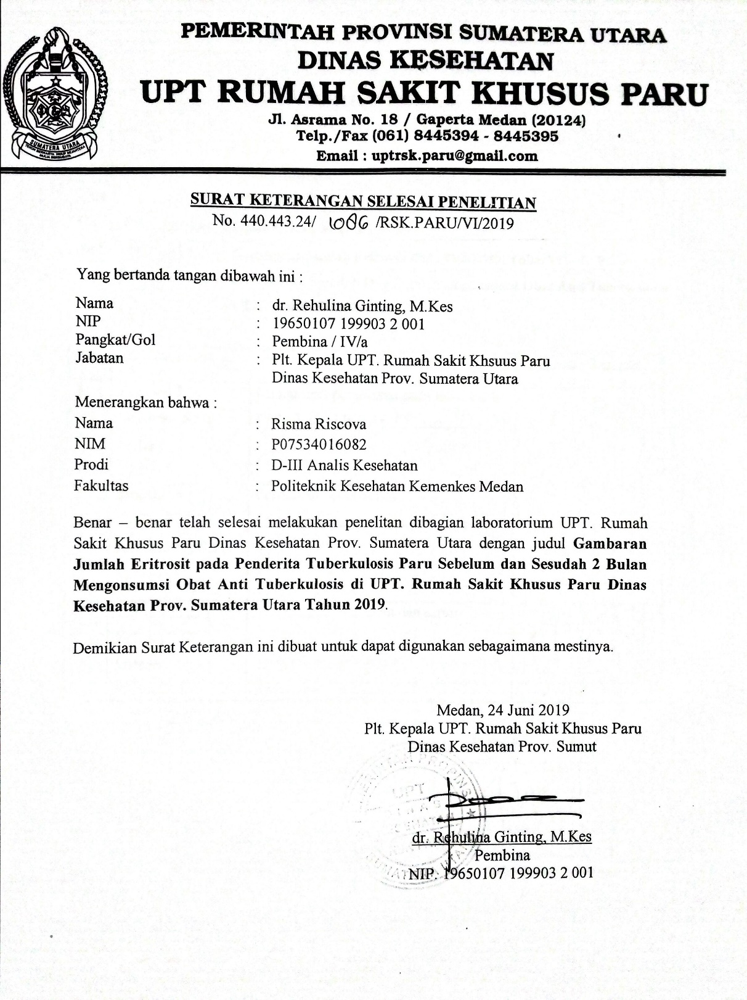 PEMERINTAH PROVINSI SUMATERA UTARA
DINAS KESEHATAN
UPT RUMAH SAKIT KHUSUS PARU
Jl. Asrama No. 18 / Gaperta Medan (20124)
Telp./Fax (061) 8445394 - 8445395
Email : uptrsk.paru@gmail.com
SUMATERA UTARA
SURAT KETERANGAN SELESAI PENELITIAN
No. 440.443.24/ 1086 /RSK.PARU/VI/2019
Yang bertanda tangan dibawah ini :
Nama : dr. Rehulina Ginting, M.Kes
NIP : 19650107 199903 2 001
Pangkat/Gol : Pembina / IV/a
Jabatan : Plt. Kepala UPT. Rumah Sakit Khsuus Paru
Dinas Kesehatan Prov. Sumatera Utara
Menerangkan bahwa :
Nama : Risma Riscova
NIM : P07534016082
Prodi : D-III Analis Kesehatan
Fakultas : Politeknik Kesehatan Kemenkes Medan
Benar – benar telah selesai melakukan penelitan dibagian laboratorium UPT. Rumah
Sakit Khusus Paru Dinas Kesehatan Prov. Sumatera Utara dengan judul Gambaran
Jumlah Eritrosit pada Penderita Tuberkulosis Paru Sebelum dan Sesudah 2 Bulan
Mengonsumsi Obat Anti Tuberkulosis di UPT. Rumah Sakit Khusus Paru Dinas
Kesehatan Prov. Sumatera Utara Tahun 2019.
Demikian Surat Keterangan ini dibuat untuk dapat digunakan sebagaimana mestinya.
Medan, 24 Juni 2019
Plt. Kepala UPT. Rumah Sakit Khusus Paru
Dinas Kesehatan Prov. Sumut
UPT
dr. Rehulina Ginting, M.Kes
Pembina
NIP. 19650107 199903 2 001